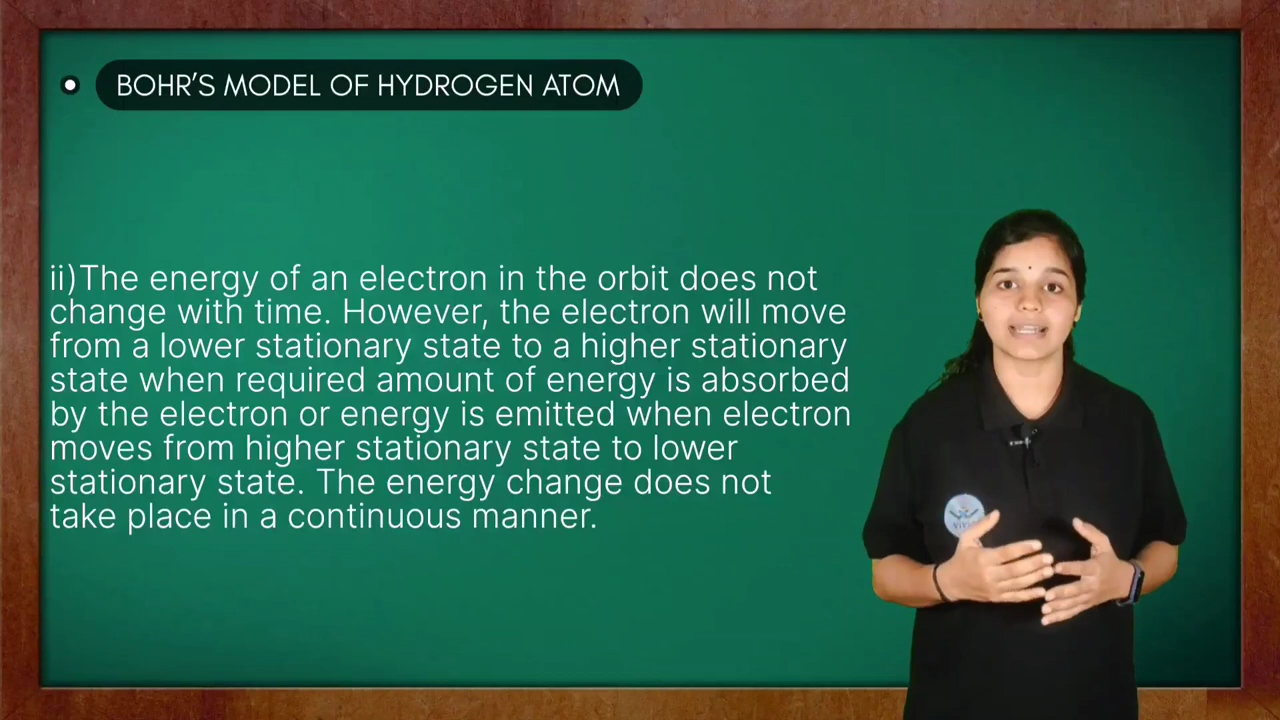 BOHR'S MODEL OF HYDROGEN ATOM
ii)The energy of an electron in the orbit does not
change with time. However, the electron will move
from a lower stationary state to a higher stationary
state when required amount of energy is absorbed
by the electron or energy is emitted when electron
moves from higher stationary state to lower
stationary state. The energy change does not
take place in a continuous manner.